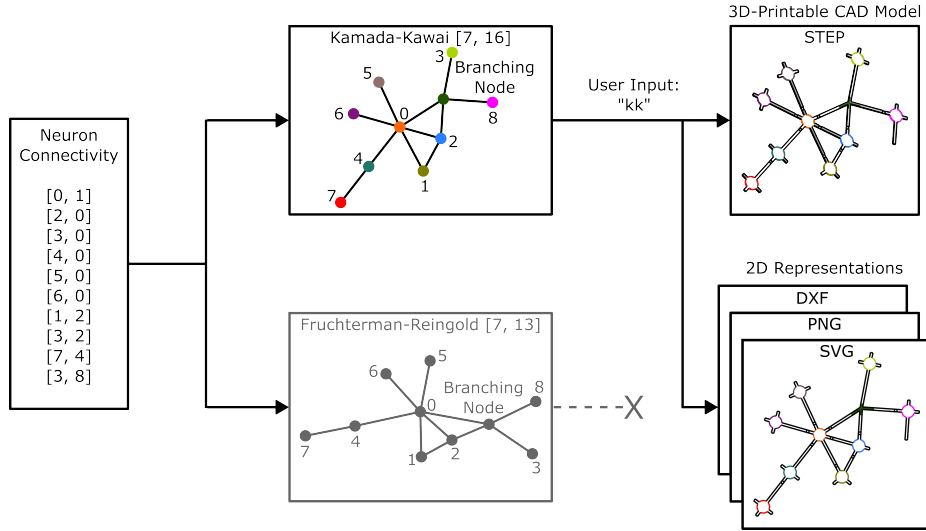 Neuron
Connectivity
[0, 1]
[2, 0]
[3, 0]
[4, 0]
[5, 0]
[6, 0]
[1, 2]
[3, 2]
[7, 4]
[3, 8]
Kamada-Kawai [7, 16]
3
Branching
Node
5
6
0
8
2
4
1
7
Fruchterman-Reingold [7, 13]
5
6
Branching
Node
8
0
7
4
1
2
3
X
User Input:
"kk"
3D-Printable CAD Model
STEP
2D Representations
DXF
PNG
SVG